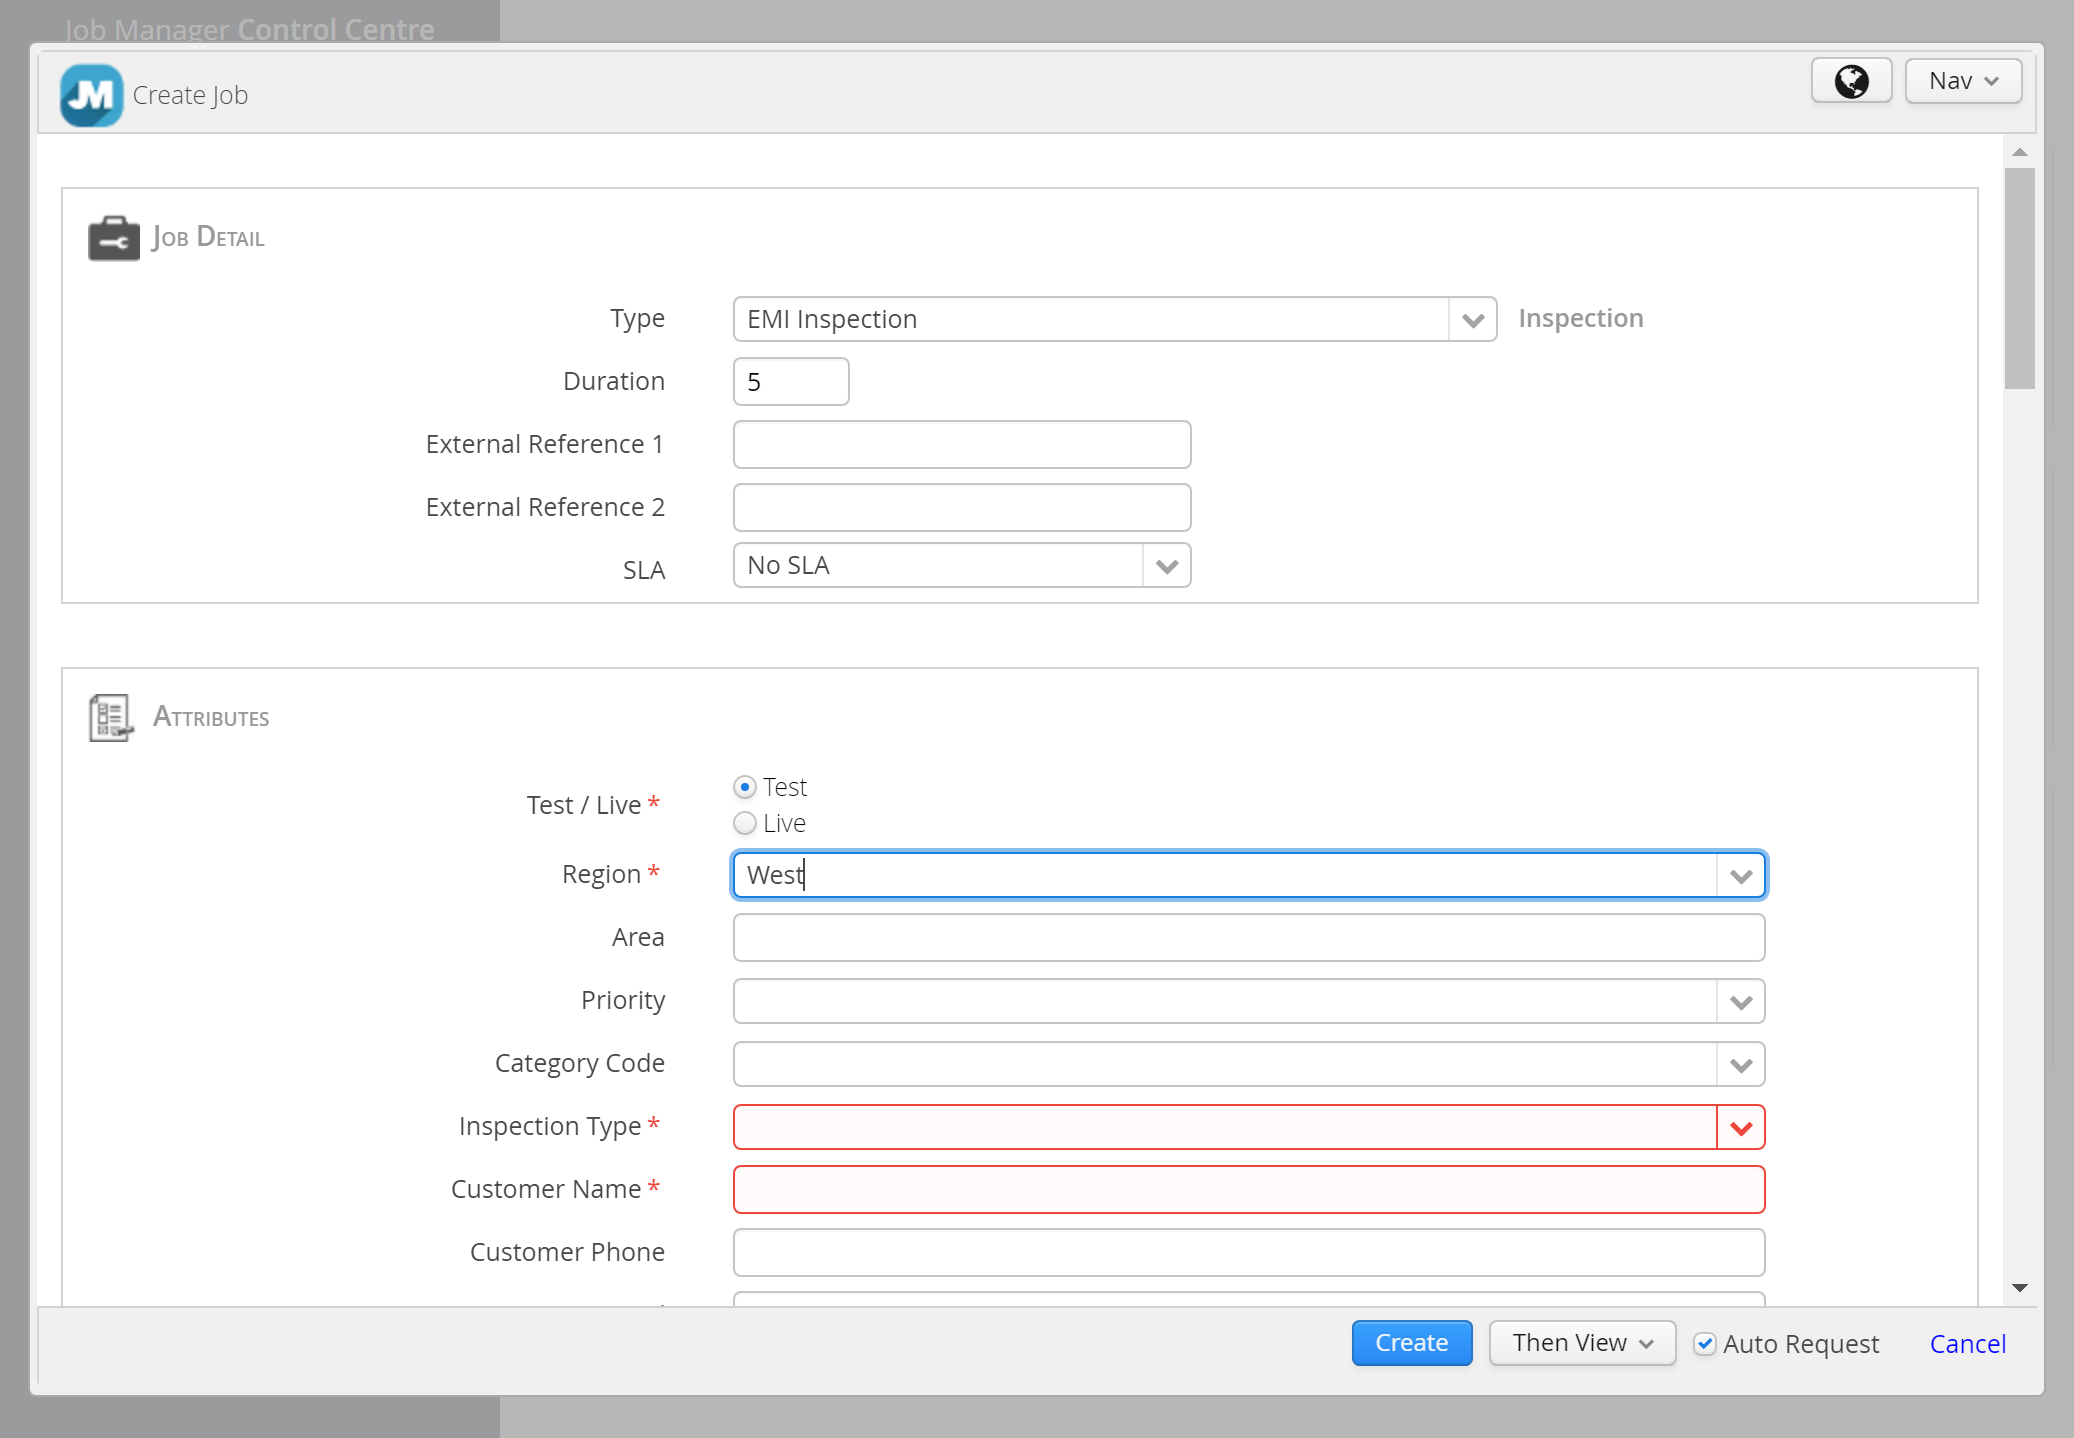 Job Manager Control Centre
JM Create Job
Nav
Job Detail
Type EMI Inspection Inspection
Duration 5
External Reference 1
External Reference 2
SLA No SLA
Attributes
Test / Live * Test
Live
Region * West
Area
Priority
Category Code
Inspection Type *
Customer Name *
Customer Phone
Create Then View Auto Request Cancel